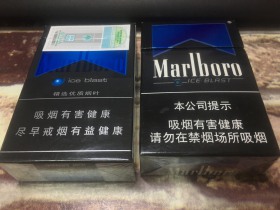 ice blast
精选优质烟叶
吸烟有害健康
尽早戒烟有益健康
Marlboro
ICE BLAST
本公司提示
吸烟有害健康
请勿在禁烟场所吸烟